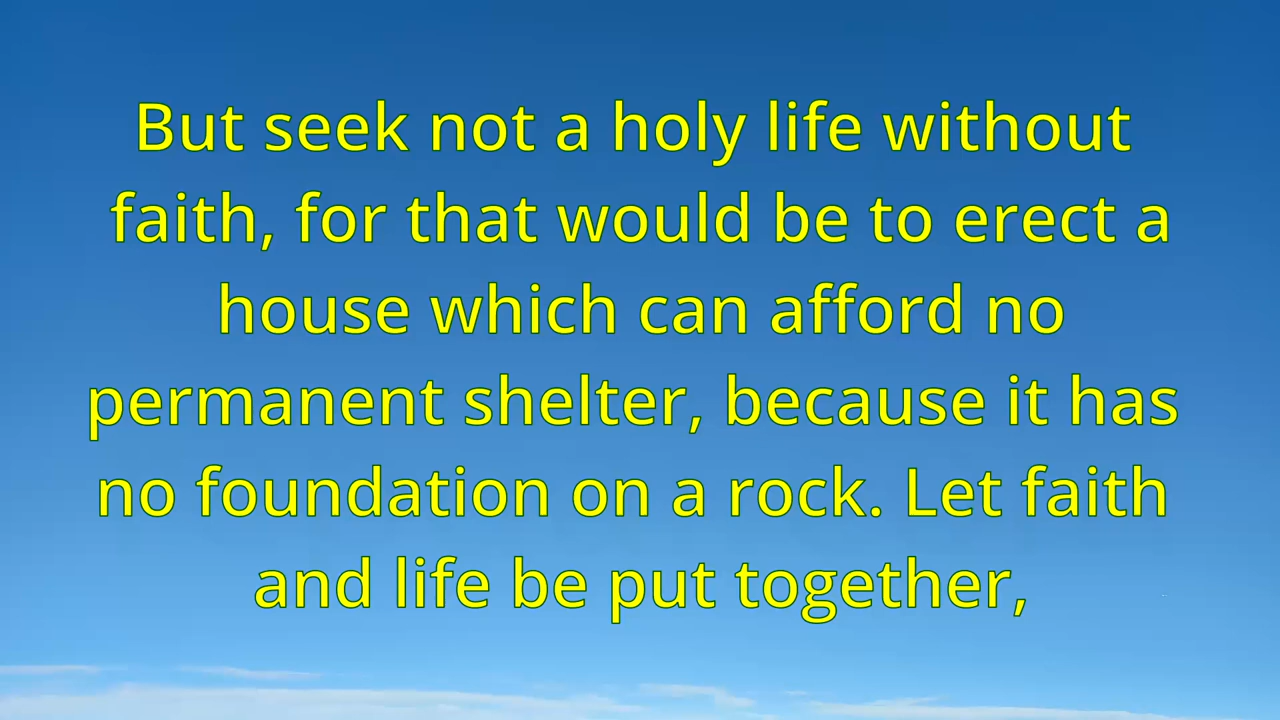 But seek not a holy life without
faith, for that would be to erect a
house which can afford no
permanent shelter, because it has
no foundation on a rock. Let faith
and life be put together,